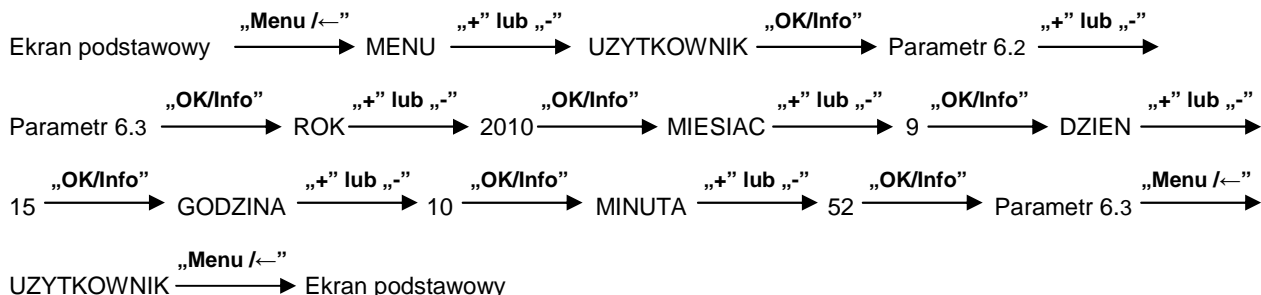 „Menu /←” „+” lub „-” „OK/Info” „+” lub „-”
Ekran podstawowy MENU UZYTKOWNIK Parametr 6.2
„OK/Info” „+” lub „-” „OK/Info” „+” lub „-” „OK/Info” „+” lub „-”
Parametr 6.3 ROK 2010 MIESIAC 9 DZIEN
„OK/Info” „+” lub „-” „OK/Info” „+” lub „-” „OK/Info” „Menu /←”
15 GODZINA 10 MINUTA 52 Parametr 6.3
„Menu /←”
UZYTKOWNIK Ekran podstawowy